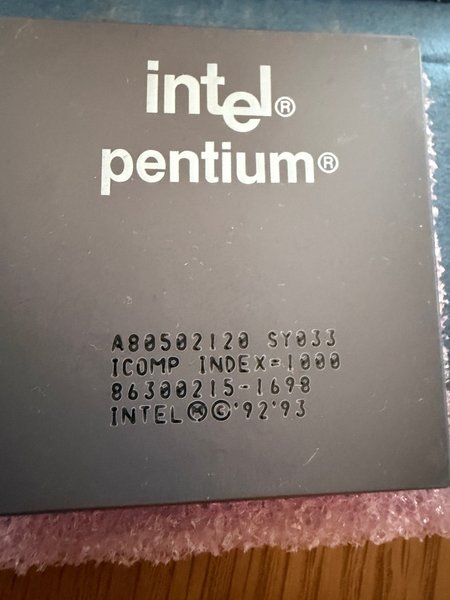 intel®
pentium®
A80502120 SY033
ICOMP INDEX=1000
86300215-1698
INTEL Ⓜ©'92'93